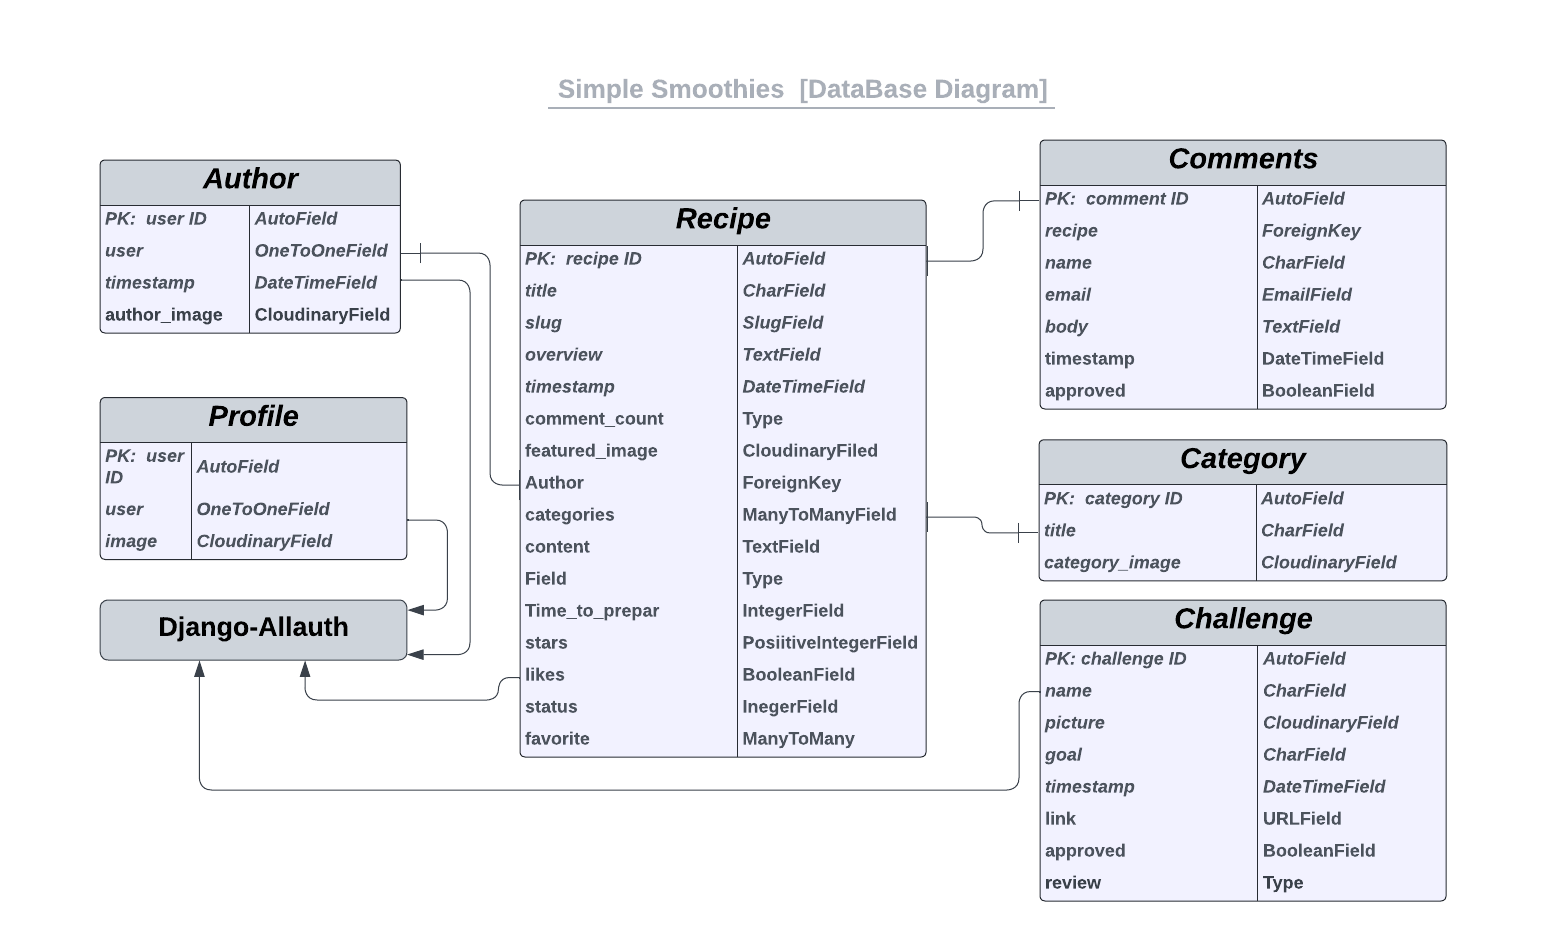 Simple Smoothies [DataBase Diagram]
Author
PK: user ID AutoField
user OneToOneField
timestamp DateTimeField
author_image CloudinaryField
Profile
PK: user
ID AutoField
user OneToOneField
image CloudinaryField
Django-Allauth
Recipe
PK: recipe ID AutoField
title CharField
slug SlugField
overview TextField
timestamp DateTimeField
comment_count Type
featured_image CloudinaryFiled
Author ForeignKey
categories ManyToManyField
content TextField
Field Type
Time_to_prepar IntegerField
stars PosiitiveIntegerField
likes BooleanField
status InegerField
favorite ManyToMany
Comments
PK: comment ID AutoField
recipe ForeignKey
name CharField
email EmailField
body TextField
timestamp DateTimeField
approved BooleanField
Category
PK: category ID AutoField
title CharField
category_image CloudinaryField
Challenge
PK: challenge ID AutoField
name CharField
picture CloudinaryField
goal CharField
timestamp DateTimeField
link URLField
approved BooleanField
review Type